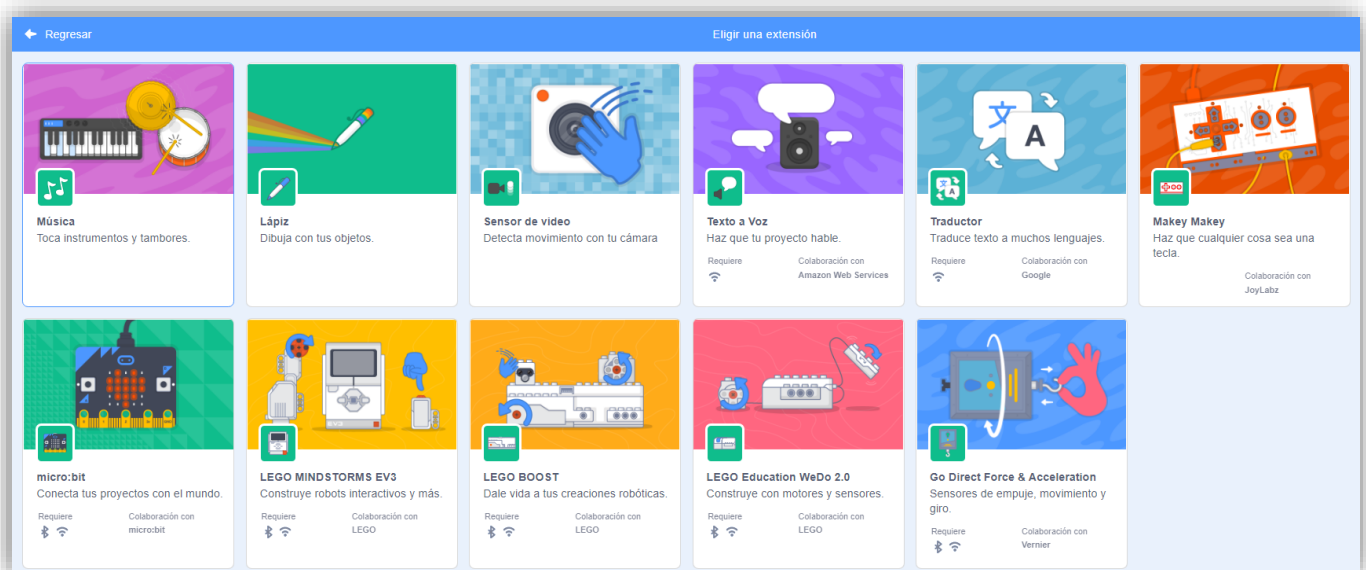 Regresar
Eligir una extensión
Música
Toca instrumentos y tambores.
Lápiz
Dibuja con tus objetos.
Sensor de video
Detecta movimiento con tu cámara
Texto a Voz
Haz que tu proyecto hable.
Requiere
Colaboración con
Amazon Web Services
Traductor
Traduce texto a muchos lenguajes.
Requiere
Colaboración con
Google
Makey Makey
Haz que cualquier cosa sea una
tecla.
Colaboración con
JoyLabz
micro:bit
Conecta tus proyectos con el mundo.
Requiere
Colaboración con
micro:bit
EV3
LEGO MINDSTORMS EV3
Construye robots interactivos y más.
Requiere
Colaboración con
LEGO
LEGO BOOST
Dale vida a tus creaciones robóticas.
Requiere
Colaboración con
LEGO
LEGO Education WeDo 2.0
Construye con motores y sensores.
Requiere
Colaboración con
LEGO
Go Direct Force & Acceleration
Sensores de empuje, movimiento y
giro.
Requiere
Colaboración con
Vernier
文
A